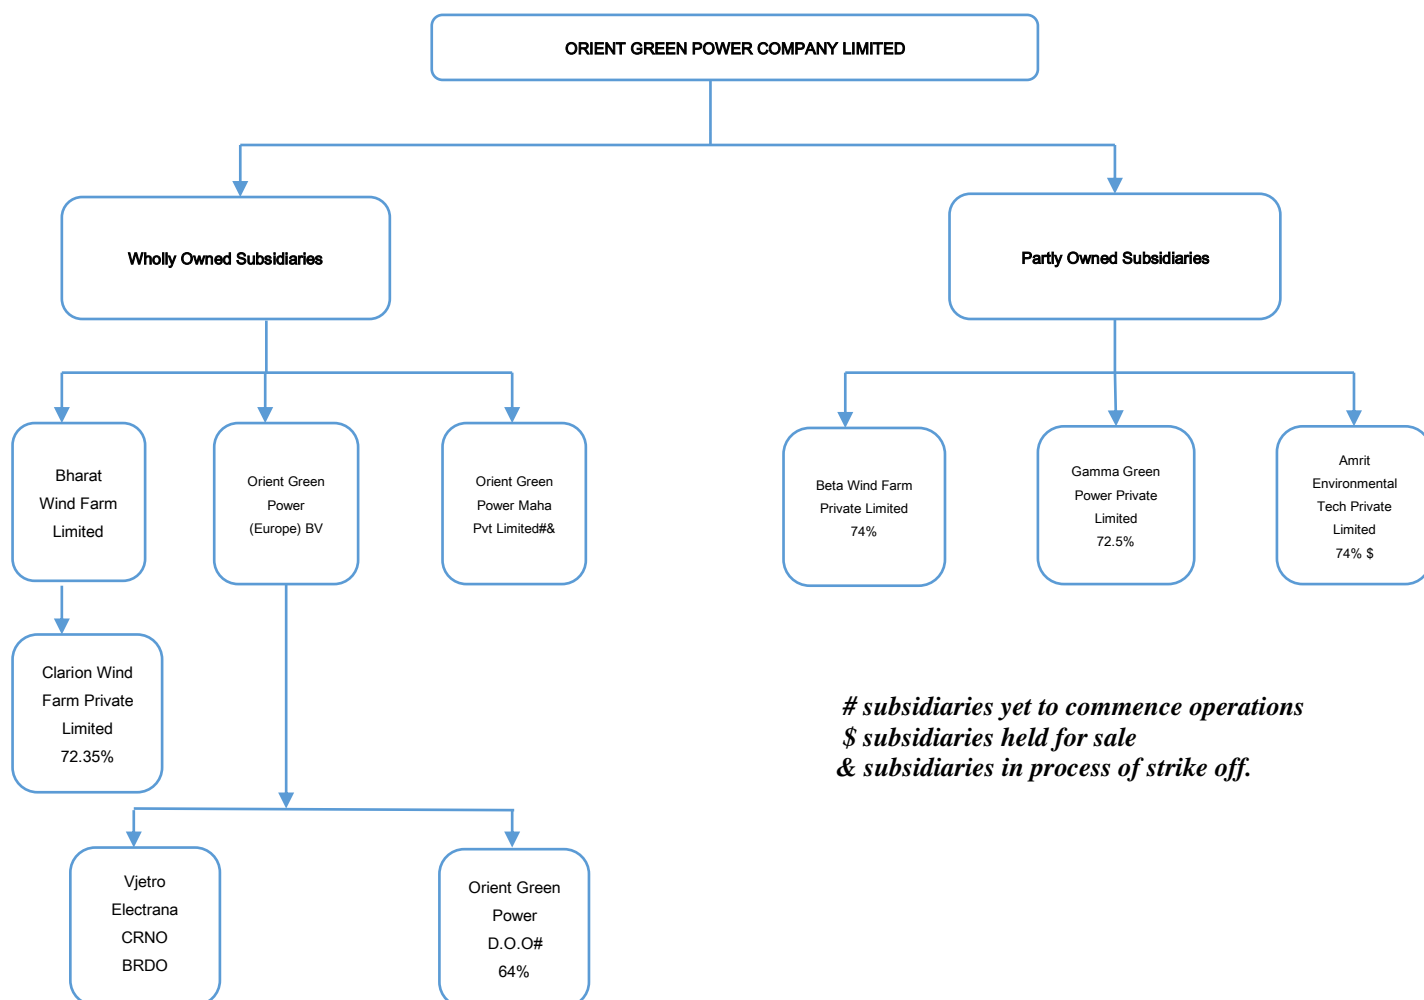 ORIENT GREEN POWER COMPANY LIMITED
Wholly Owned Subsidiaries
Partly Owned Subsidiaries
Bharat
Wind Farm
Limited
Orient Green
Power
(Europe) BV
Orient Green
Power Maha
Pvt Limited#&
Beta Wind Farm
Private Limited
74%
Gamma Green
Power Private
Limited
72.5%
Amrit
Environmental
Tech Private
Limited
74% $
Clarion Wind
Farm Private
Limited
72.35%
# subsidiaries yet to commence operations
$ subsidiaries held for sale
& subsidiaries in process of strike off.
Vjetro
Electrana
CRNO
BRDO
Orient Green
Power
D.O.O#
64%